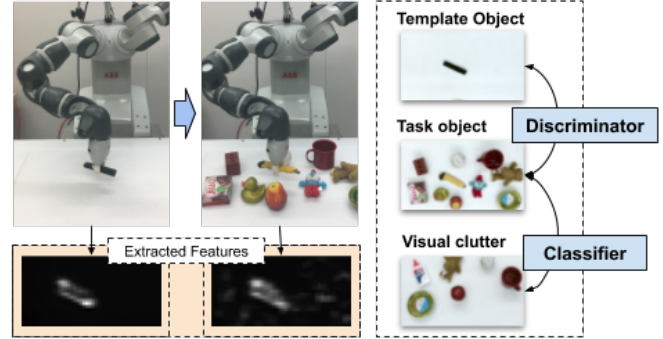 ABB
ABB
Extracted Features
Template Object
Discriminator
Task object
Visual clutter
Classifier